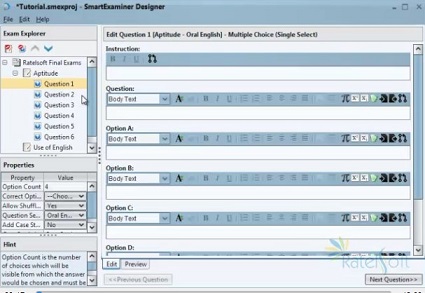 *Tutorial.smexproj - SmartExaminer Designer
File Edit Help
Exam Explorer
Ratelsoft Final Exams
Aptitude
Question 1
Question 2
Question 3
Question 4
Question 5
Question 6
Use of English
Properties
Property Value
Option Count 4
Correct Opti... --Choo...
Allow Shuffl... Yes
Question Se... Oral En...
Add Case St... No
Hint
Option Count is the number of choices which will be visible from which the answer would be chosen and must be
Edit Question 1 [Aptitude - Oral English] - Multiple Choice (Single Select)
Instruction:
B I U
Question:
Body Text
Option A:
Body Text
Option B:
Body Text
Option C:
Body Text
Option D:
Edit Preview
<<Previous Question
Next Question>>